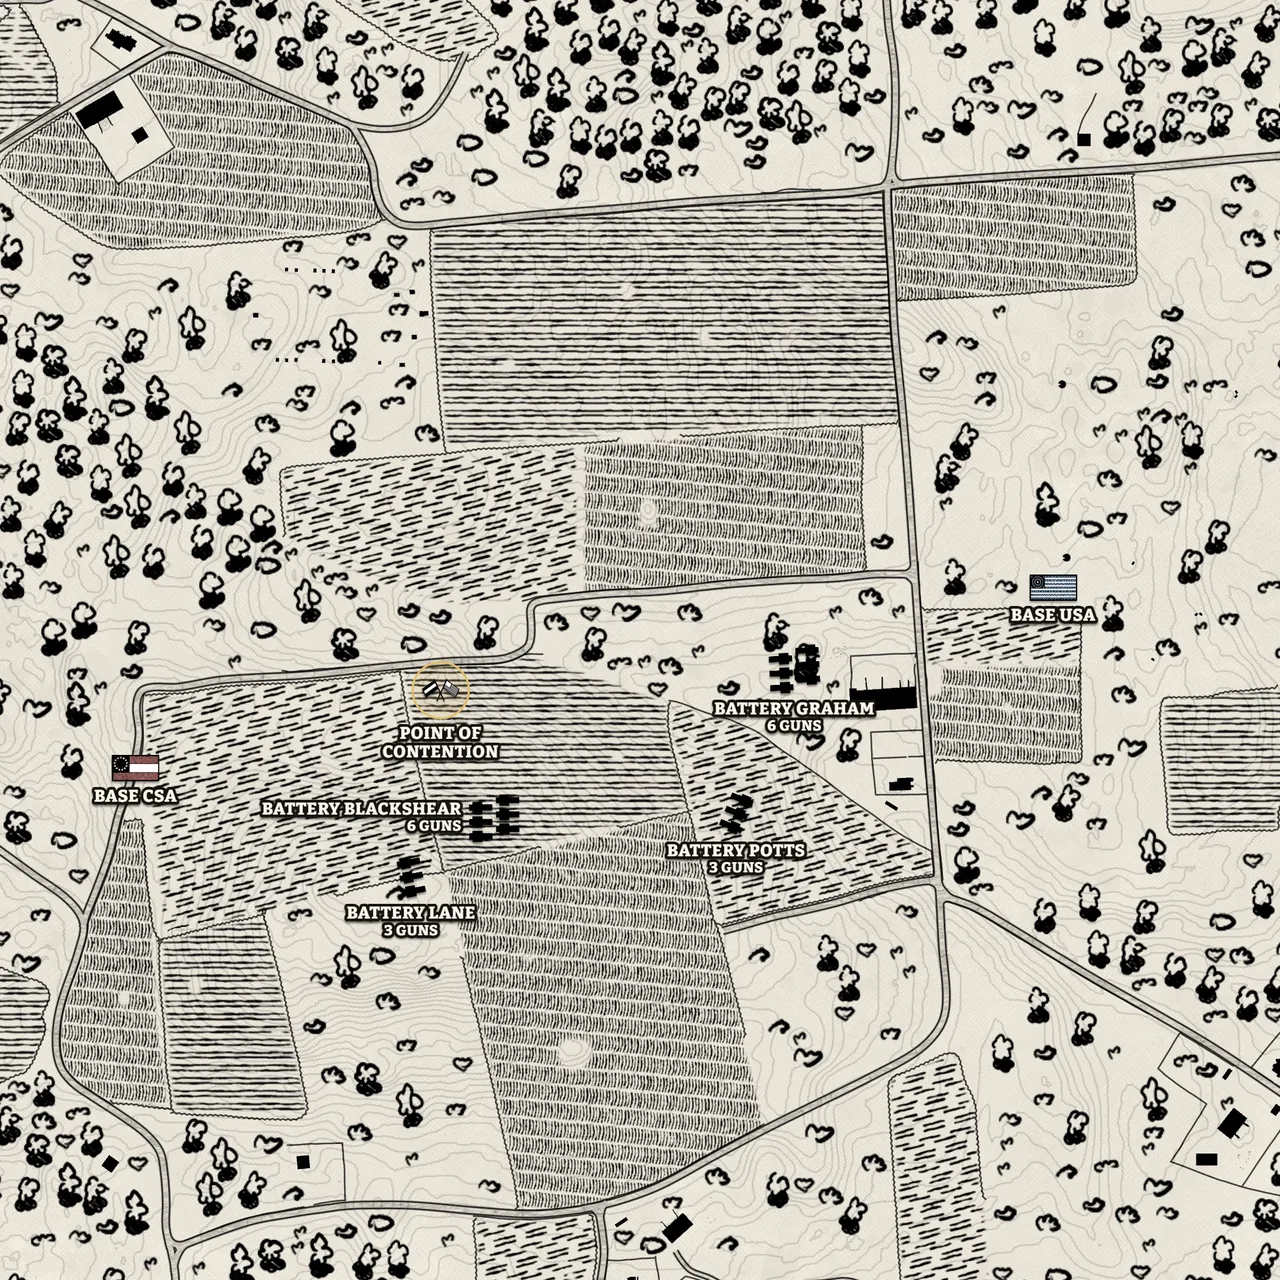 BASE USA
BATTERY GRAHAM
6 GUNS
POINT OF
CONTENTION
BASE CSA
BATTERY BLACKSHEAR
6 GUNS
BATTERY POTTS
3 GUNS
BATTERY LANE
3 GUNS